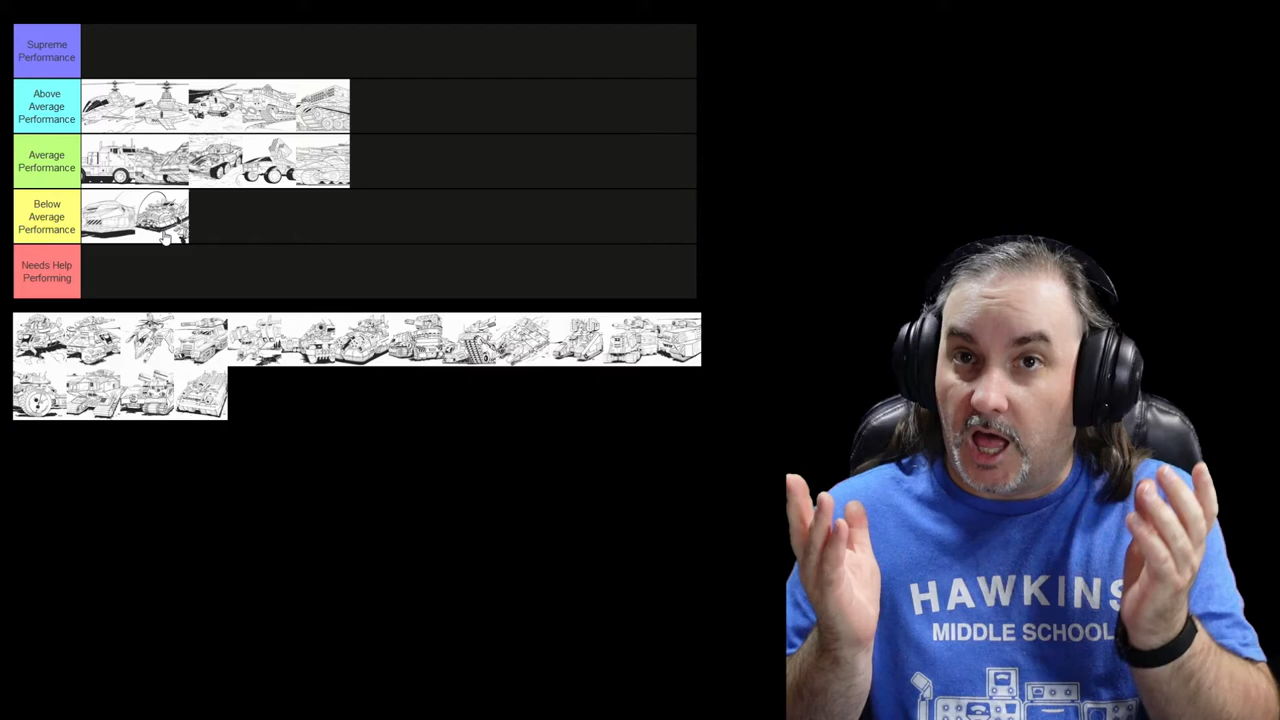 Supreme
Performance
Above
Average
Performance
Average
Performance
Below
Average
Performance
Needs Help
Performing
HAWKINS
MIDDLE SCHOOL